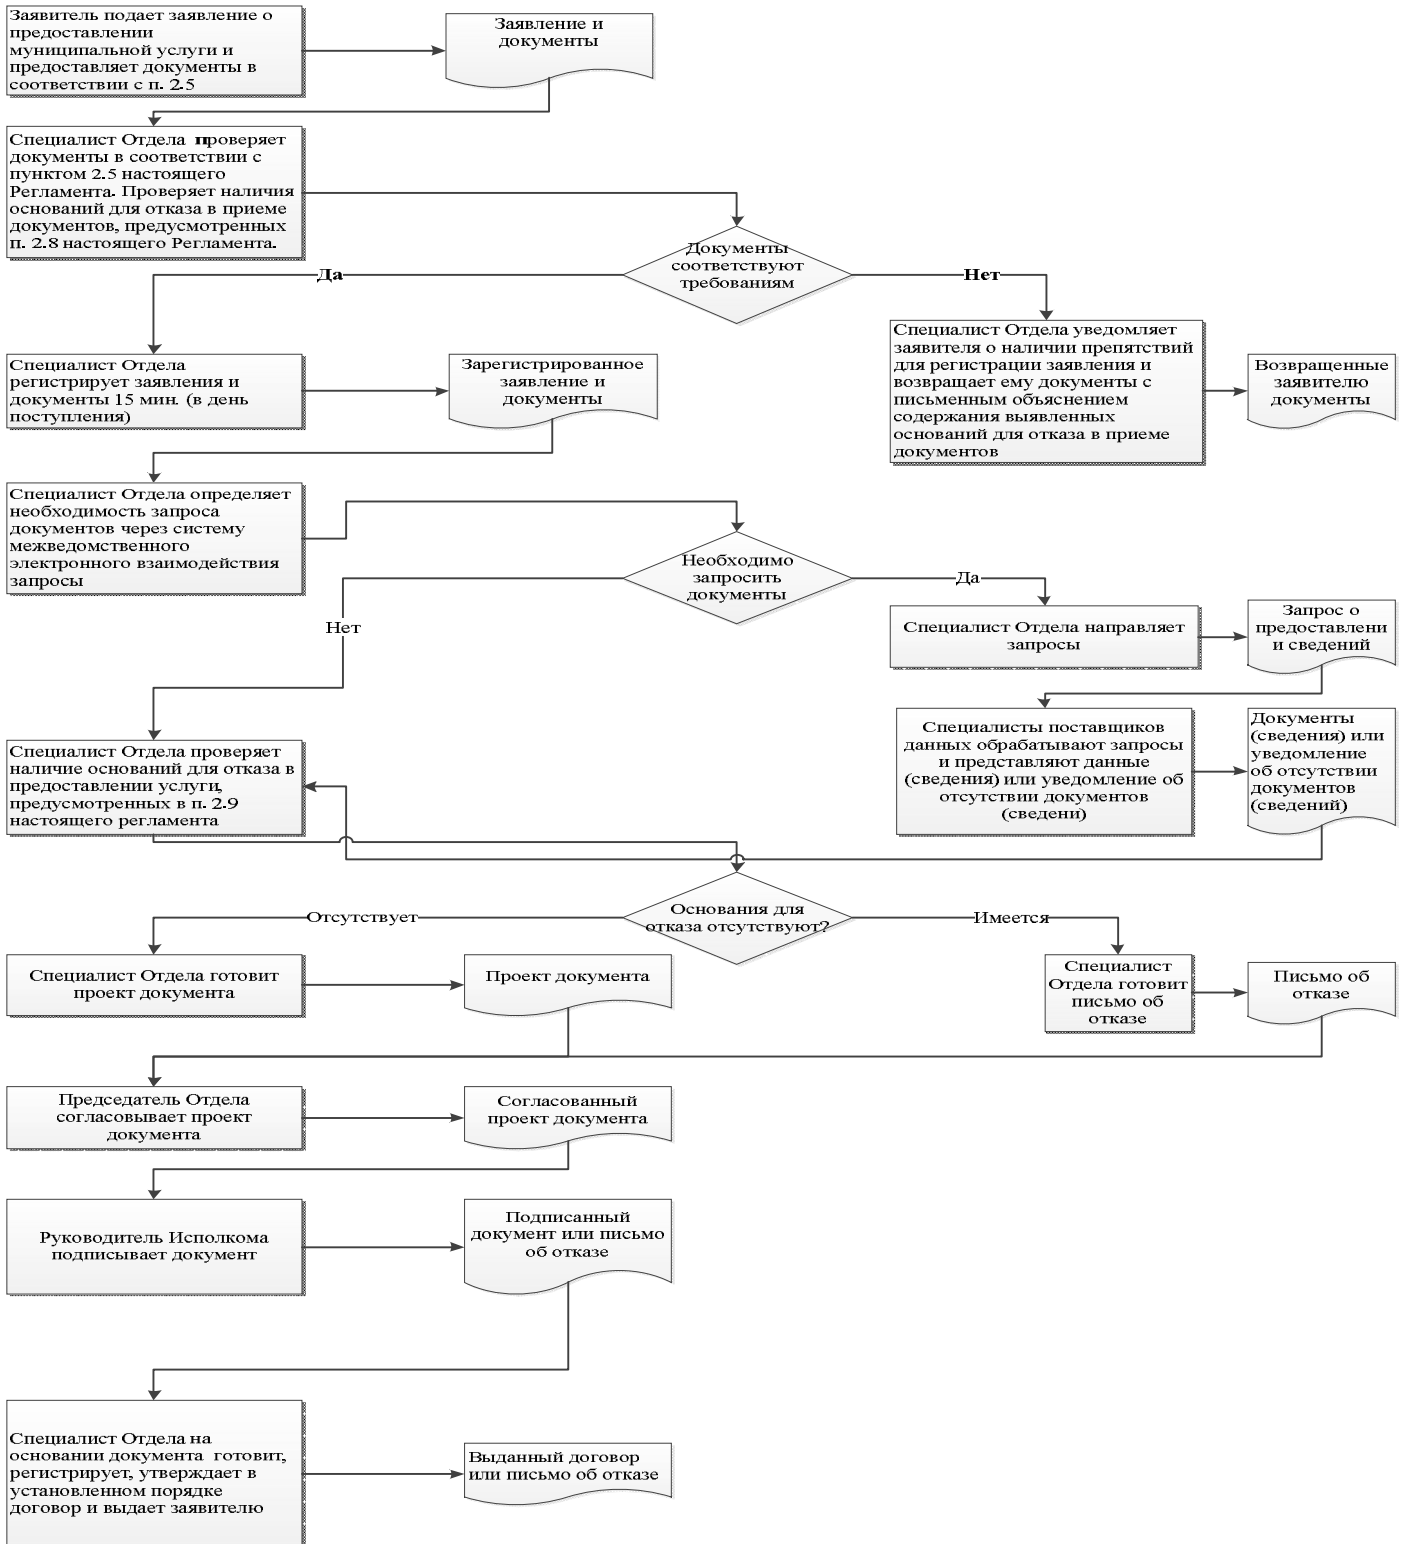 Заявитель подает заявление о
предоставлении
муниципальной услуги и
предоставляет документы в
соответствии с п. 2.5
Заявление и
документы
Специалист Отдела проверяет
документы в соответствии с
пунктом 2.5 настоящего
Регламента. Проверяет наличия
оснований для отказа в приеме
документов, предусмотренных
п. 2.8 настоящего Регламента.
Документы
соответствуют
требованиям
Да
Нет
Специалист Отдела
регистрирует заявления и
документы 15 мин. (в день
поступления)
Зарегистрированное
заявление и
документы
Специалист Отдела уведомляет
заявителя о наличии препятствий
для регистрации заявления и
возвращает ему документы с
письменным объяснением
содержания выявленных
оснований для отказа в приеме
документов
Возвращенные
заявителю
документы
Специалист Отдела определяет
необходимость запроса
документов через систему
межведомственного
электронного взаимодействия
запросы
Необходимо
запросить
документы
Да
Нет
Специалист Отдела направляет
запросы
Запрос о
предоставлени
и сведений
Специалисты поставщиков
данных обрабатывают запросы
и представляют данные
(сведения) или уведомление об
отсутствии документов
(сведени)
Документы
(сведения) или
уведомление
об отсутствии
документов
(сведений)
Специалист Отдела проверяет
наличие оснований для отказа в
предоставлении услуги,
предусмотренных в п. 2.9
настоящего регламента
Основания для
отказа отсутствуют?
Отсутствует
Имеется
Специалист Отдела готовит
проект документа
Проект документа
Специалист
Отдела готовит
письмо об
отказе
Письмо об
отказе
Председатель Отдела
согласовывает проект
документа
Согласованный
проект документа
Руководитель Исполкома
подписывает документ
Подписанный
документ или письмо
об отказе
Специалист Отдела на
основании документа готовит,
регистрирует, утверждает в
установленном порядке
договор и выдает заявителю
Выданный договор
или письмо об отказе